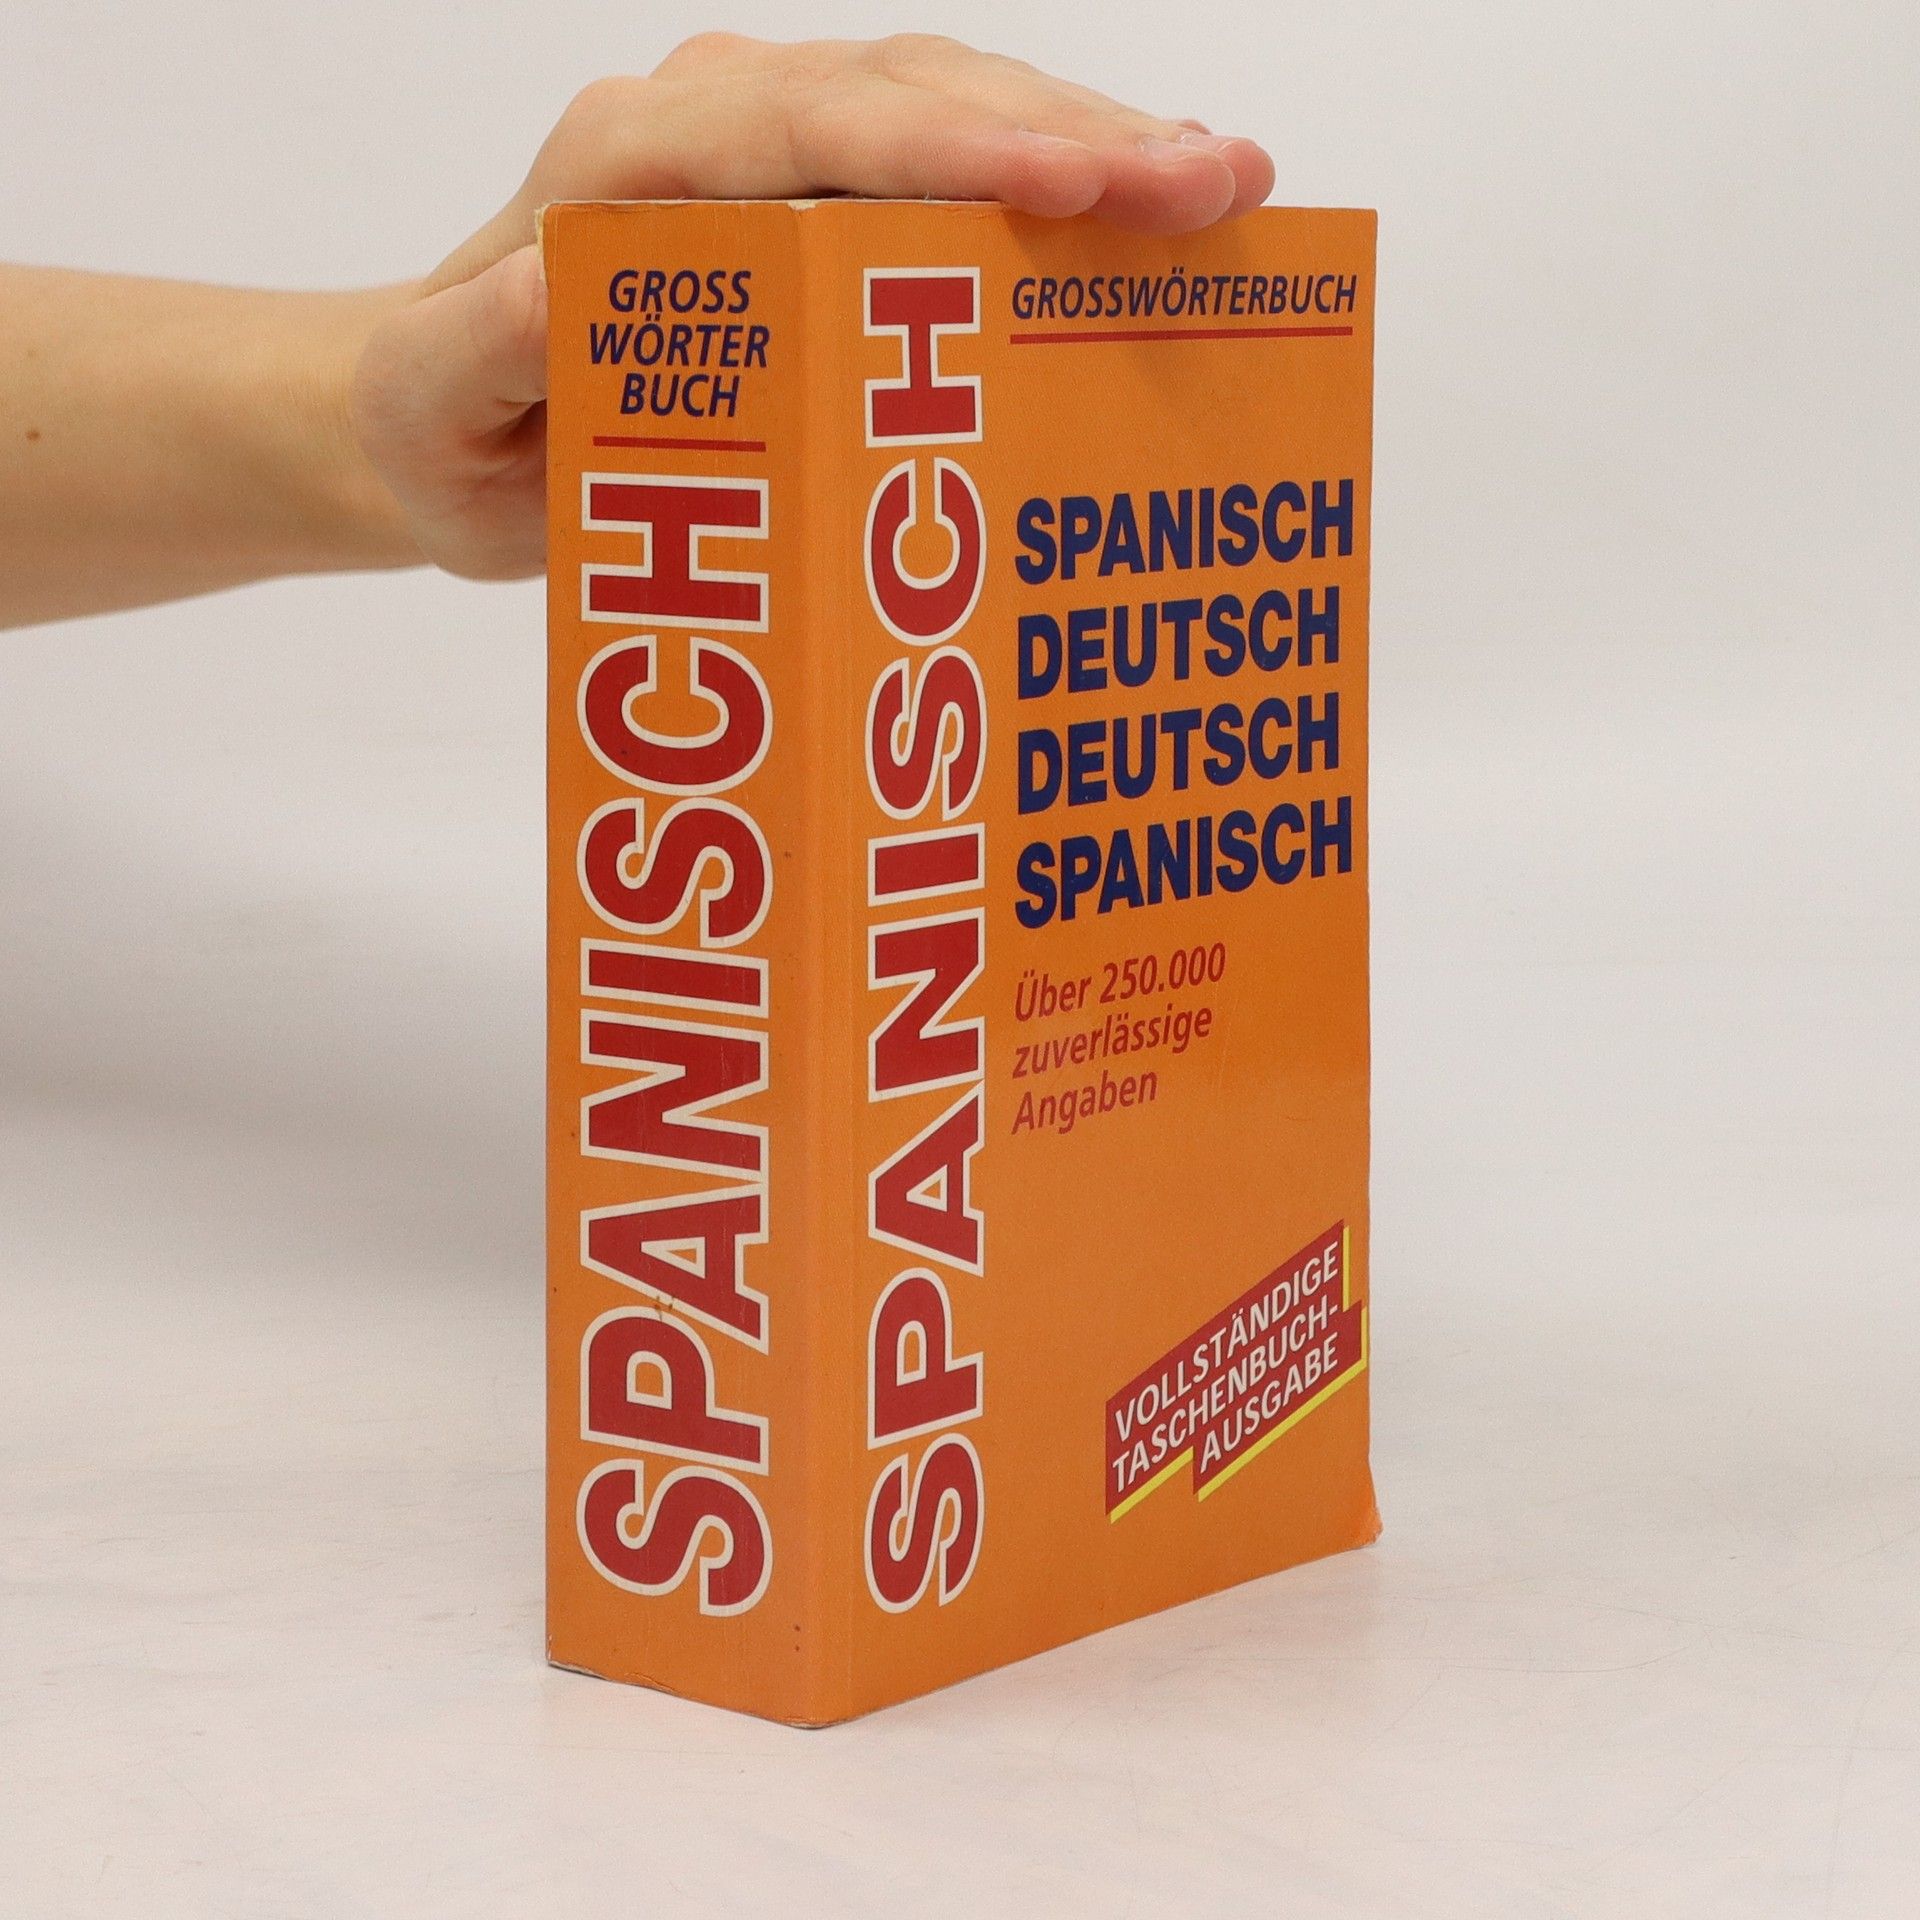 GROSS
WÖRTER
BUCH
SPANISCH
SPANISCH
GROSSWÖRTERBUCH
SPANISCH
DEUTSCH
DEUTSCH
SPANISCH
Über 250.000
zuverlässige
Angaben
VOLLSTÄNDIGE
TASCHENBUCH-
AUSGABE